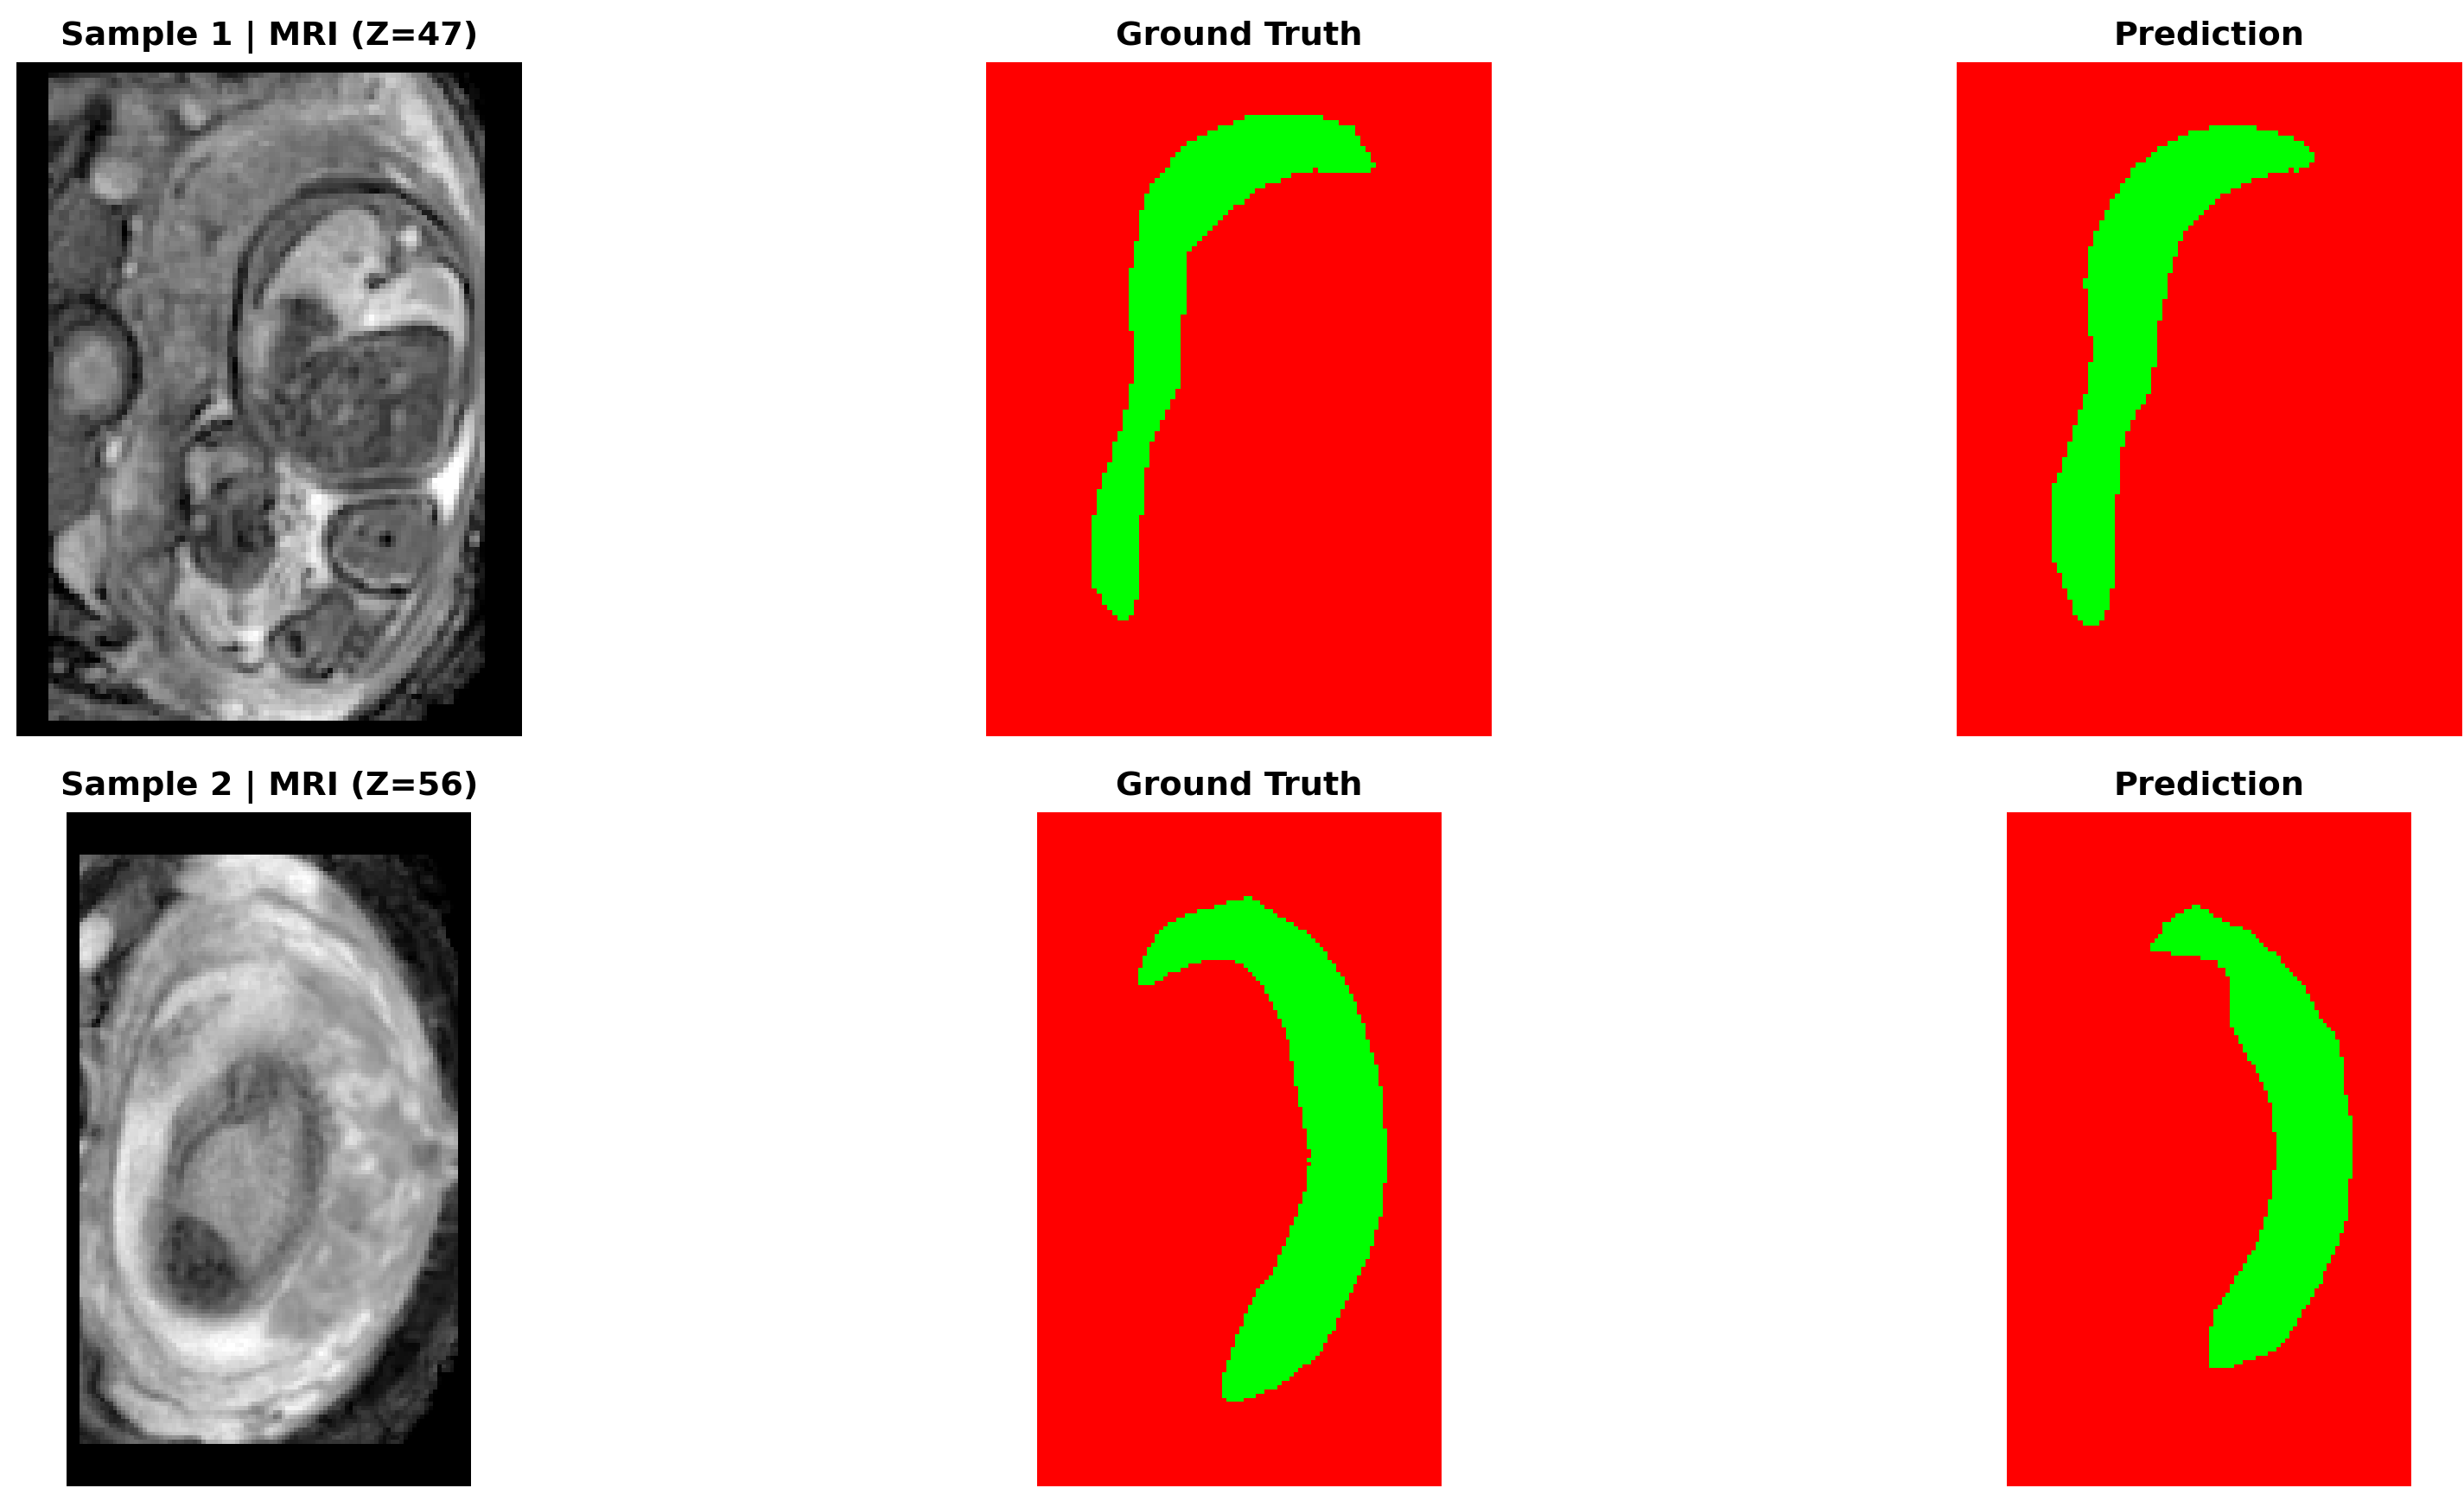 Sample 1 | MRI (Z=47)
Ground Truth
Prediction
Sample 2 | MRI (Z=56)
Ground Truth
Prediction